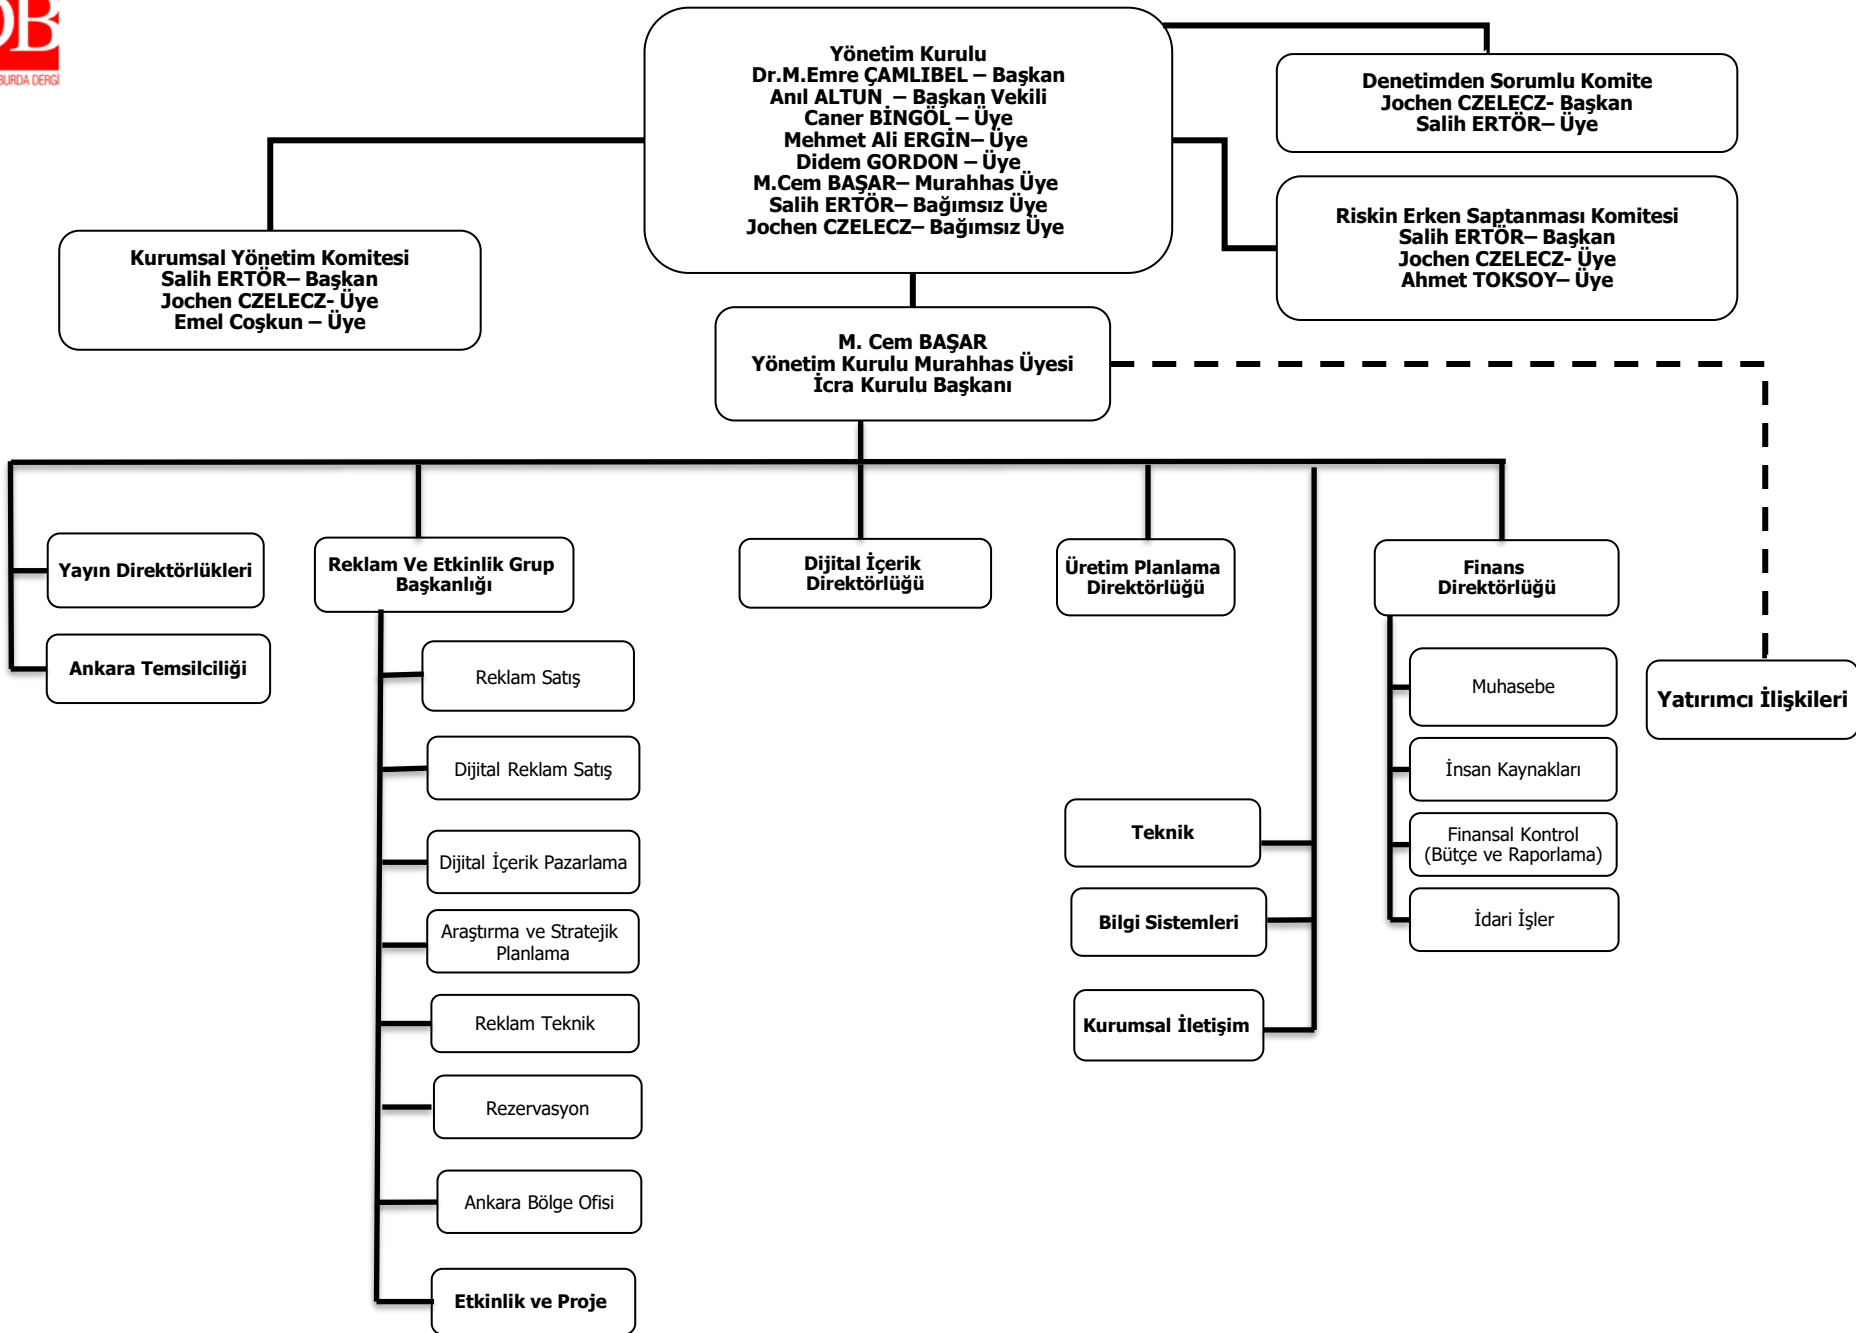 DB
BURDA DERGİ
Yönetim Kurulu
Dr.M.Emre ÇAMLIBEL – Başkan
Anıl ALTUN – Başkan Vekili
Caner BİNGÖL – Üye
Mehmet Ali ERGİN– Üye
Didem GORDON – Üye
M.Cem BAŞAR– Murahhas Üye
Salih ERTÖR– Bağımsız Üye
Jochen CZELECZ– Bağımsız Üye
Denetimden Sorumlu Komite
Jochen CZELECZ- Başkan
Salih ERTÖR– Üye
Riskin Erken Saptanması Komitesi
Salih ERTÖR– Başkan
Jochen CZELECZ- Üye
Ahmet TOKSOY– Üye
Kurumsal Yönetim Komitesi
Salih ERTÖR– Başkan
Jochen CZELECZ- Üye
Emel Coşkun – Üye
M. Cem BAŞAR
Yönetim Kurulu Murahhas Üyesi
İcra Kurulu Başkanı
Yayın Direktörlükleri
Ankara Temsilciliği
Reklam Ve Etkinlik Grup
Başkanlığı
Reklam Satış
Dijital Reklam Satış
Dijital İçerik Pazarlama
Araştırma ve Stratejik
Planlama
Reklam Teknik
Rezervasyon
Ankara Bölge Ofisi
Etkinlik ve Proje
Dijital İçerik
Direktörlüğü
Üretim Planlama
Direktörlüğü
Teknik
Bilgi Sistemleri
Kurumsal İletişim
Finans
Direktörlüğü
Muhasebe
İnsan Kaynakları
Finansal Kontrol
(Bütçe ve Raporlama)
İdari İşler
Yatırımcı İlişkileri